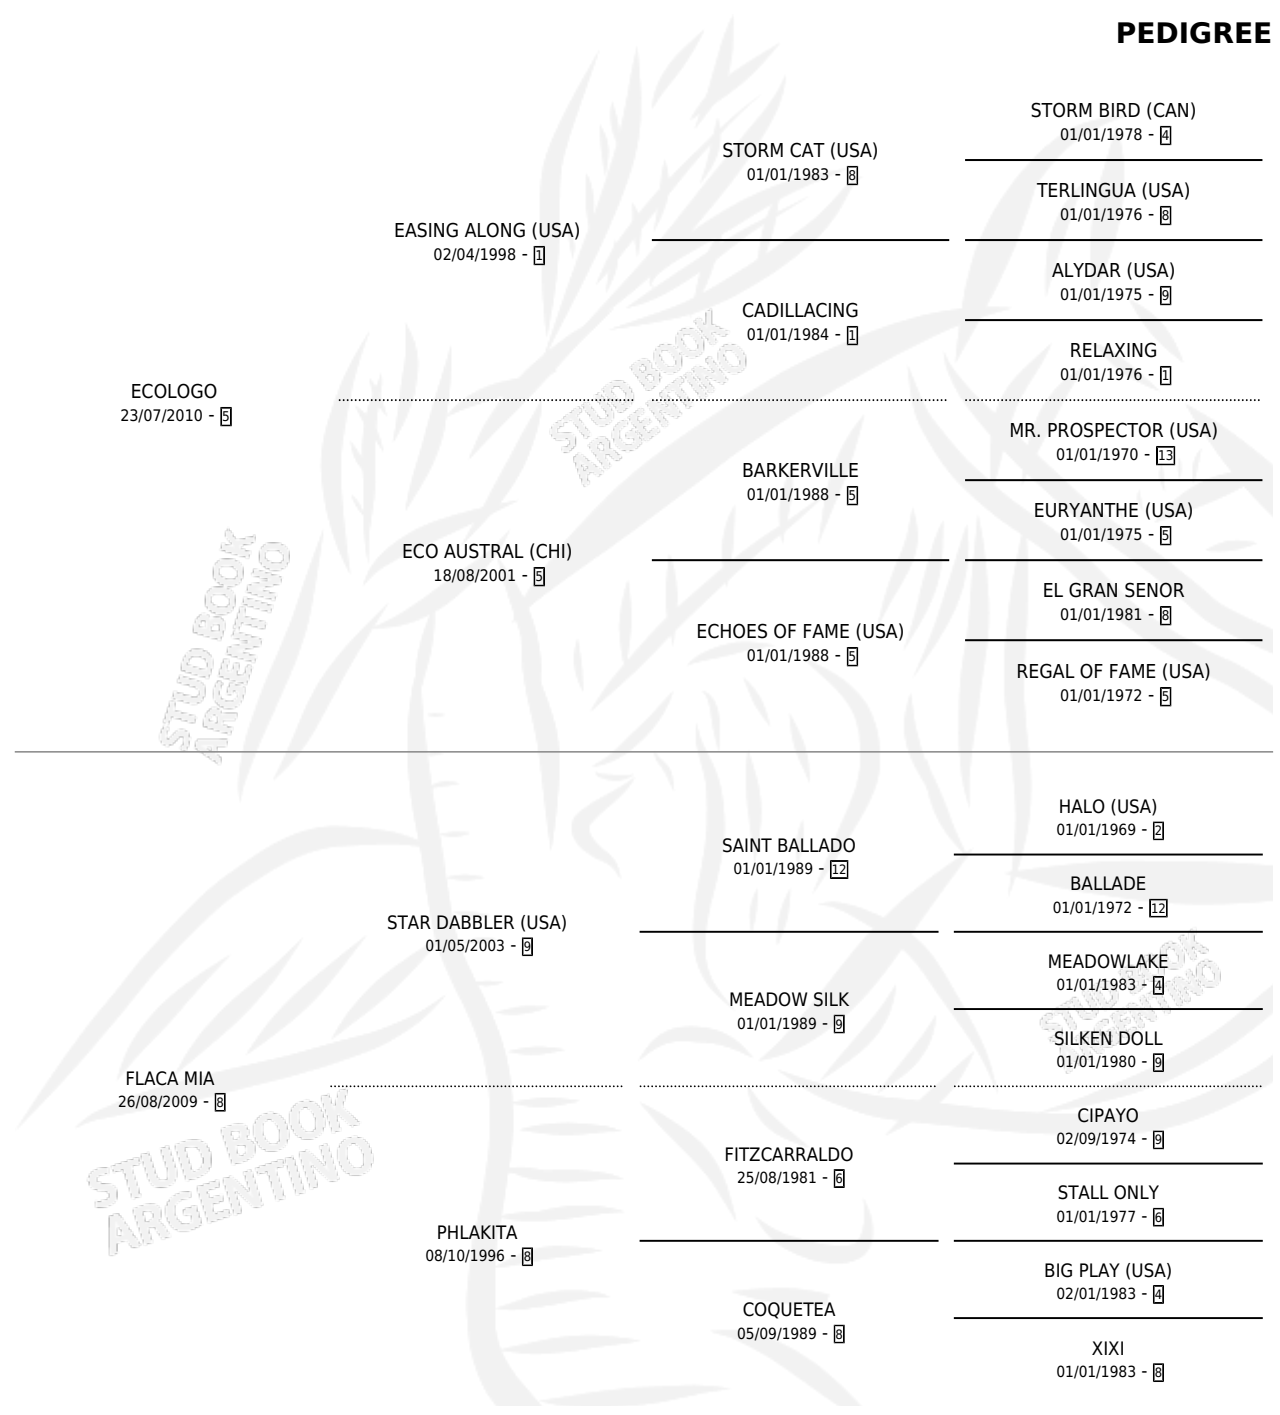 PEDIGREE
STORM BIRD (CAN)
01/01/1978 - 4
STORM CAT (USA)
01/01/1983 - 8
TERLINGUA (USA)
01/01/1976 - 8
EASING ALONG (USA)
02/04/1998 - 1
ALYDAR (USA)
01/01/1975 - 9
CADILLACING
01/01/1984 - 1
RELAXING
01/01/1976 - 1
ECOLOGO
23/07/2010 - 5
MR. PROSPECTOR (USA)
01/01/1970 - 13
BARKERVILLE
01/01/1988 - 5
EURYANTHE (USA)
01/01/1975 - 5
ECO AUSTRAL (CHI)
18/08/2001 - 5
EL GRAN SENOR
01/01/1981 - 8
ECHOES OF FAME (USA)
01/01/1988 - 5
REGAL OF FAME (USA)
01/01/1972 - 5
HALO (USA)
01/01/1969 - 2
SAINT BALLADO
01/01/1989 - 12
BALLADE
01/01/1972 - 12
STAR DABBLER (USA)
01/05/2003 - 9
MEADOWLAKE
01/01/1983 - 4
MEADOW SILK
01/01/1989 - 9
SILKEN DOLL
01/01/1980 - 9
FLACA MIA
26/08/2009 - 8
CIPAYO
02/09/1974 - 9
FITZCARRALDO
25/08/1981 - 6
STALL ONLY
01/01/1977 - 6
PHLAKITA
08/10/1996 - 8
BIG PLAY (USA)
02/01/1983 - 4
COQUETEA
05/09/1989 - 8
XIXI
01/01/1983 - 8
STUD BOOK
ARGENTINO
STUD BOOK
ARGENTINO
STUD BOOK
ARGENTINO
STUD BOOK
ARGENTINO